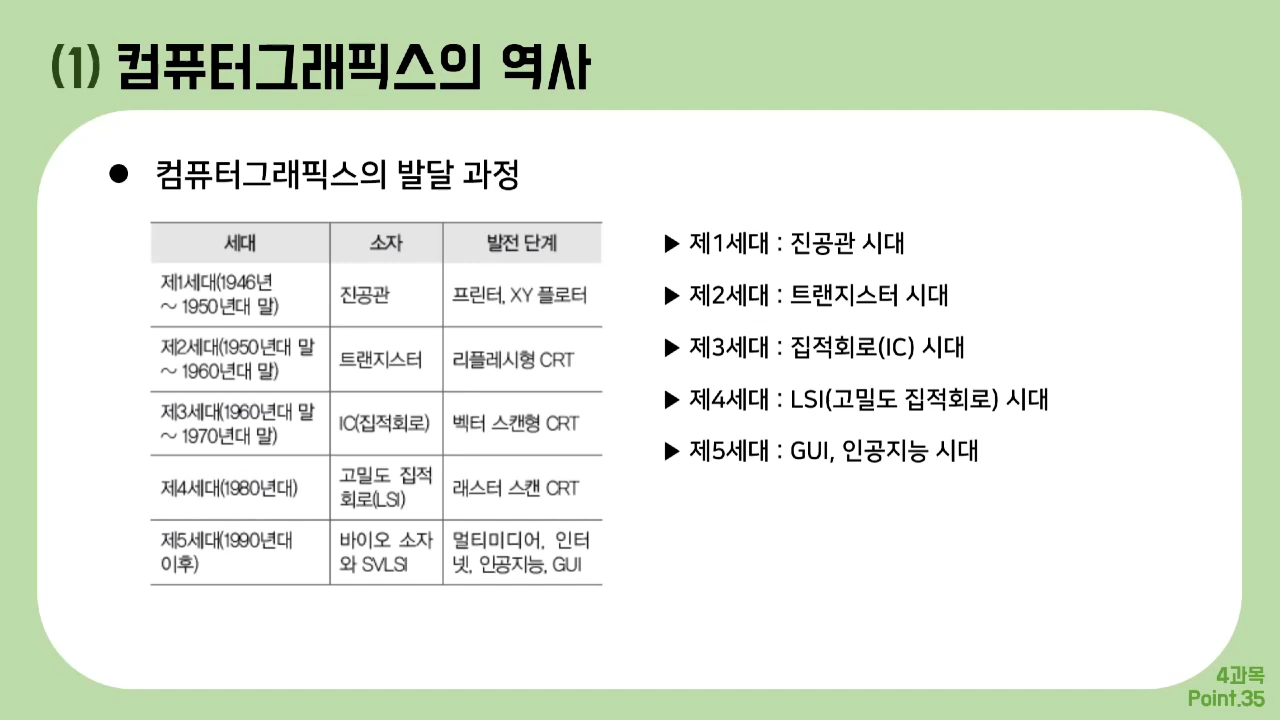 (1) 컴퓨터그래픽스의 역사
● 컴퓨터그래픽스의 발달 과정
세대 소자 발전 단계
제1세대(1946년
～ 1950년대 말)
진공관
프린터, XY 플로터
제2세대(1950년대 말
～ 1960년대 말)
트랜지스터
리플레시형 CRT
제3세대(1960년대 말
～ 1970년대 말)
IC(집적회로)
벡터 스캔형 CRT
제4세대(1980년대)
고밀도 집적
회로(LSI)
래스터 스캔 CRT
제5세대(1990년대
이후)
바이오 소자
와 SVLSI
멀티미디어, 인터
넷, 인공지능, GUI
▶ 제1세대 : 진공관 시대
▶ 제2세대 : 트랜지스터 시대
▶ 제3세대 : 집적회로(IC) 시대
▶ 제4세대 : LSI(고밀도 집적회로) 시대
▶ 제5세대 : GUI, 인공지능 시대
4과목
Point.35